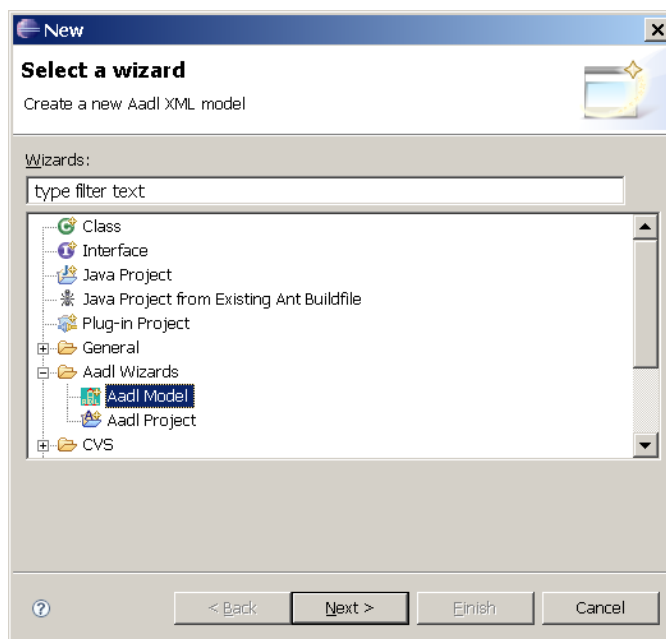 New
Select a wizard
Create a new Aadl XML model
Wizards:
type filter text
Class
Interface
Java Project
Java Project from Existing Ant Buildfile
Plug-in Project
General
Aadl Wizards
Aadl Model
Aadl Project
CVS
< Back Next > Finish Cancel